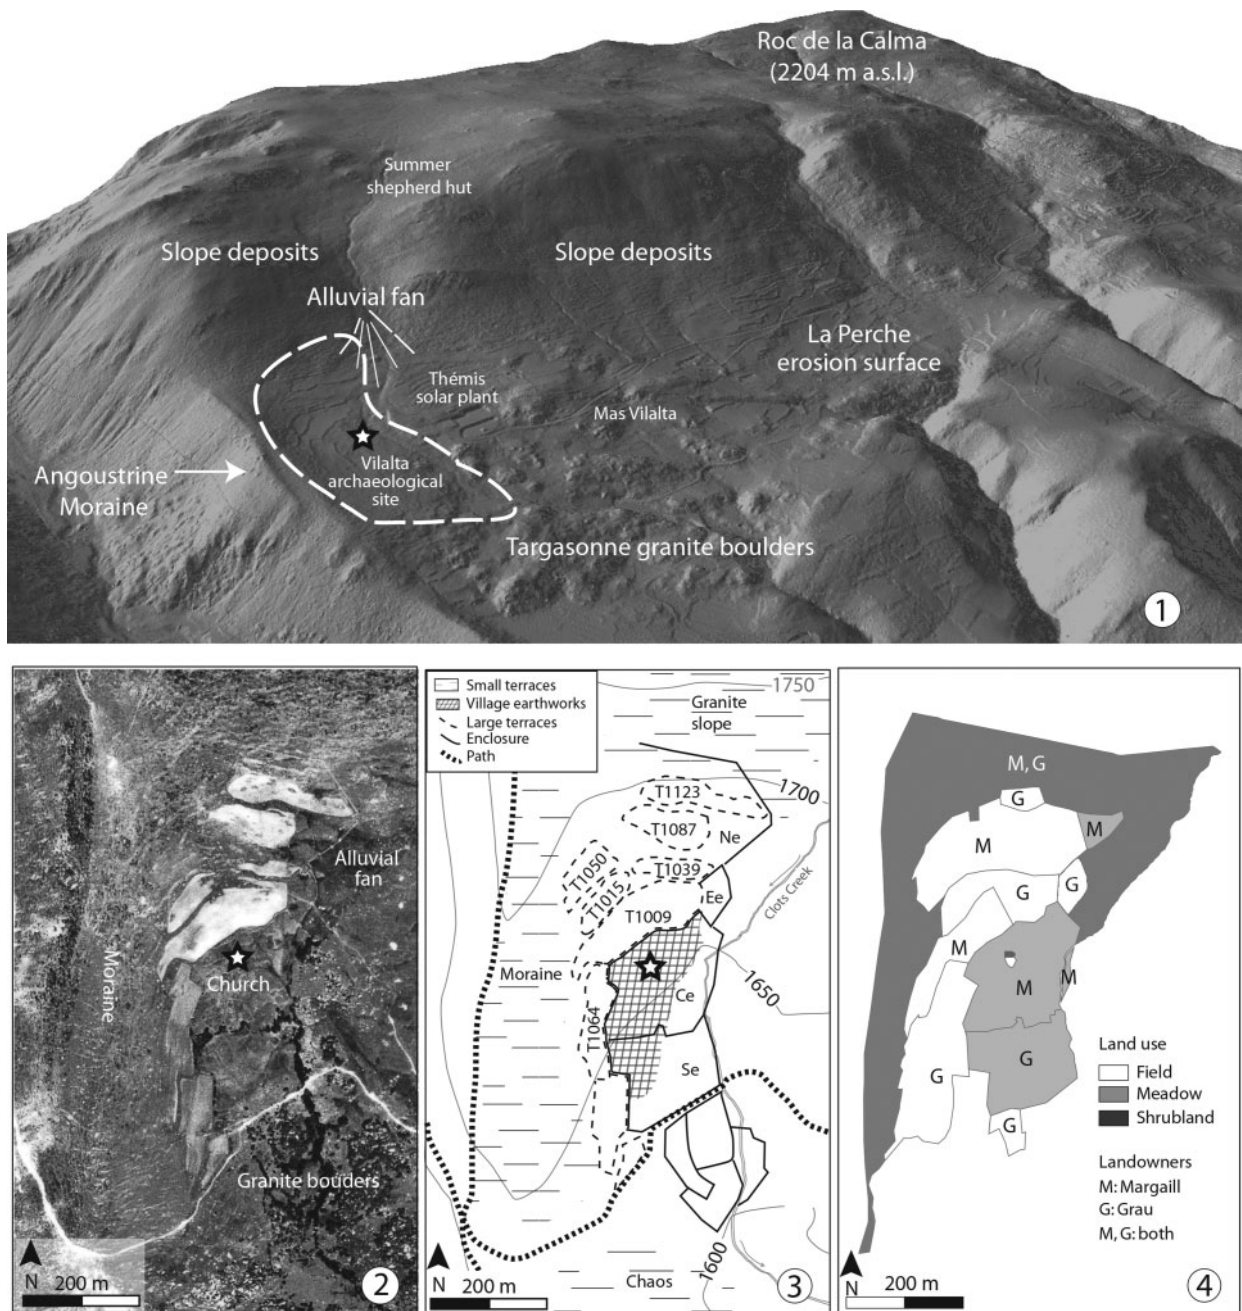 Roc de la Calma
(2204 m a.s.l.)
Summer
shepherd hut
Slope deposits
Slope deposits
Alluvial fan
La Perche
erosion surface
Thémis
solar plant
Mas Vilalta
Vilalta
archaeological
site
Angoustrine
Moraine
Targasonne granite boulders
1
Alluvial
fan
Moraine
Church
Granite bouders
N
200 m
2
Small terraces
Village earthworks
Large terraces
Enclosure
Path
1750
Granite
slope
1700
T1123
T1087
Ne
T1050
T1015
T1039
Ee
Clots Creek
T1009
Moraine
Ce
1650
T1064
Se
1600
Chaos
N
200 m
3
M, G
G
M
M
G
G
M
M
M
G
G
G
Land use
Field
Meadow
Shrubland
Landowners
M: Margaill
G: Grau
M, G: both
N
200 m
4